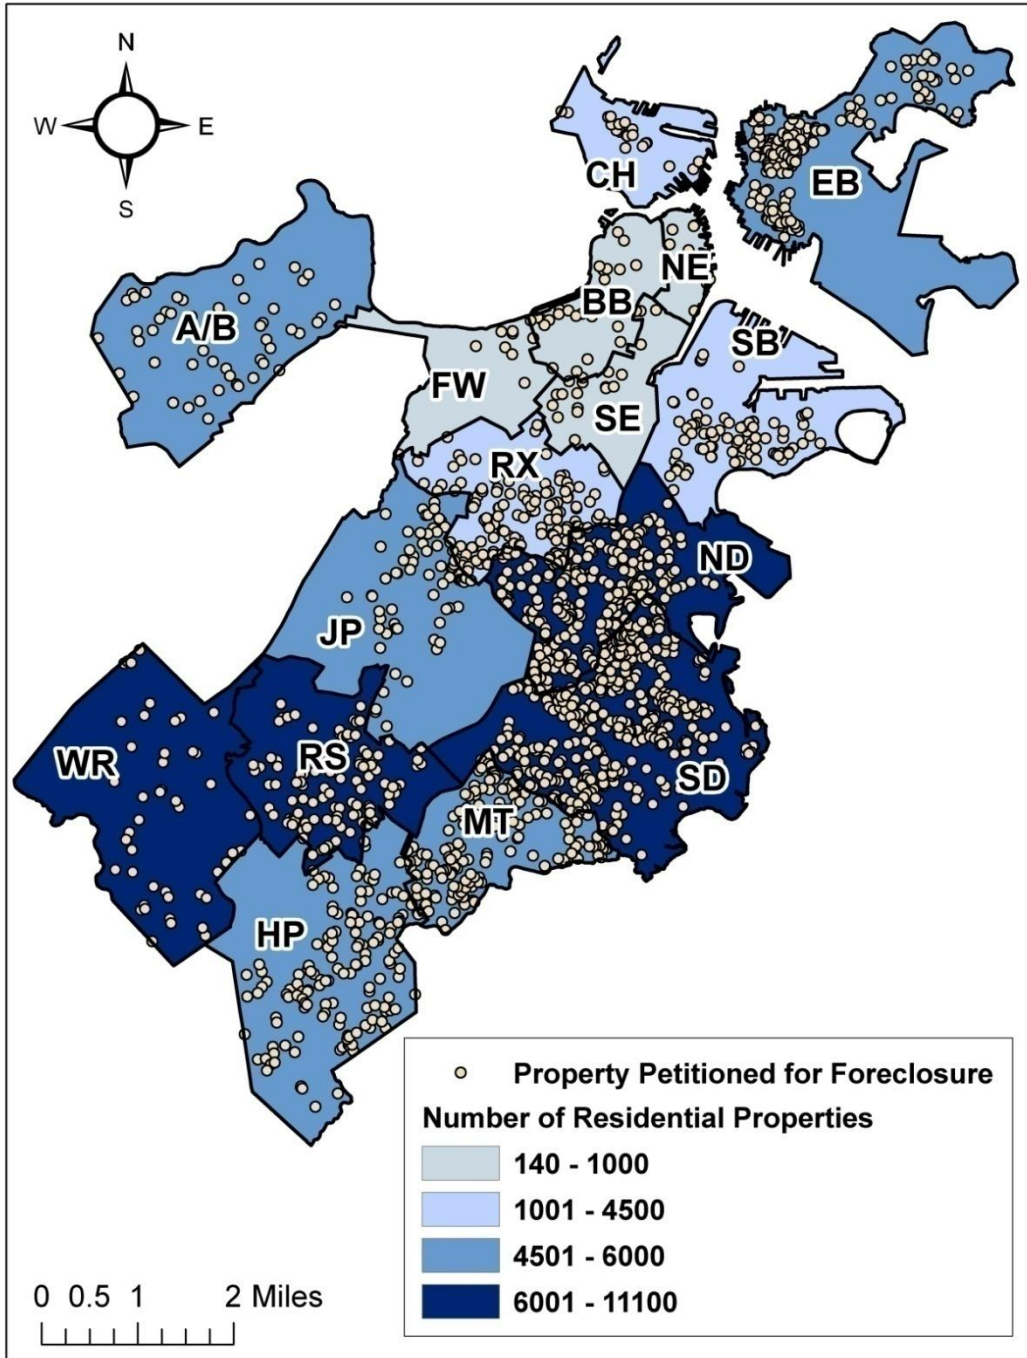 N
W E
S
CH
EB
NE
BB
A/B
SB
FW
SE
RX
ND
JP
WR
RS
SD
MT
HP
Property Petitioned for Foreclosure
Number of Residential Properties
140 - 1000
1001 - 4500
4501 - 6000
6001 - 11100
0 0.5 1 2 Miles